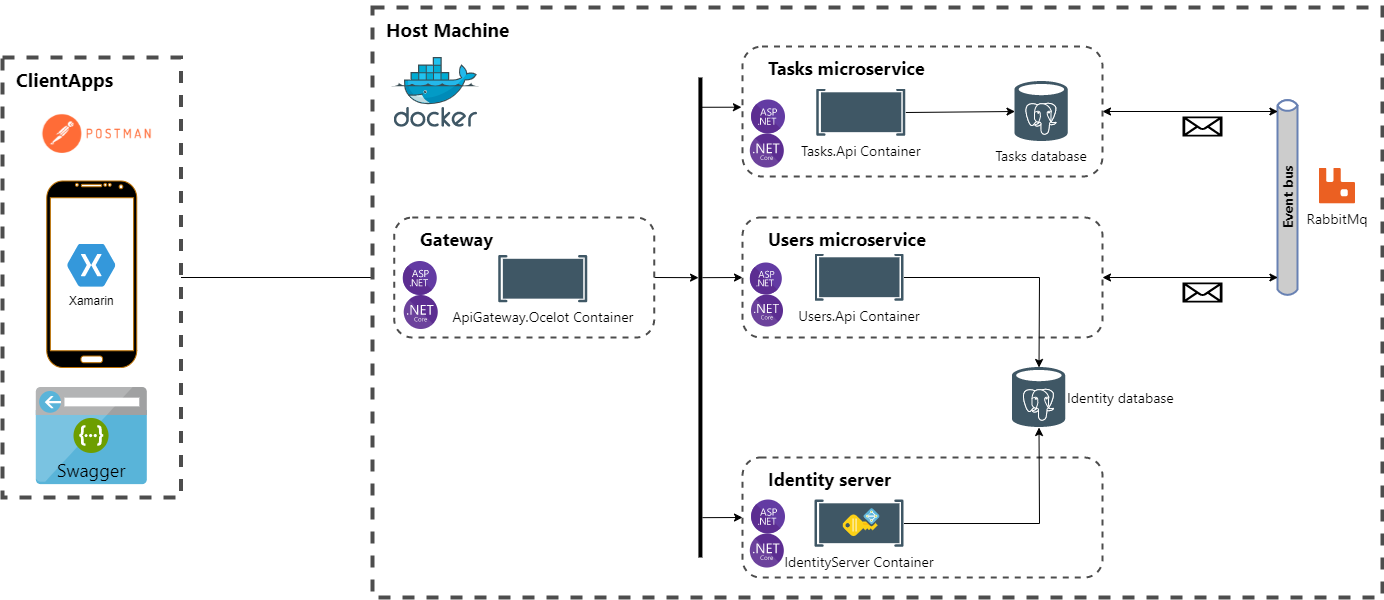 ClientApps
POSTMAN
Xamarin
Swagger
Host Machine
docker
Gateway
ASP
.NET
.NET
Core
ApiGateway.Ocelot Container
Tasks microservice
ASP
.NET
.NET
Core
Tasks.Api Container
Tasks database
Users microservice
ASP
.NET
.NET
Core
Users.Api Container
Identity database
Identity server
ASP
.NET
.NET
Core
IdentityServer Container
Event bus
RabbitMq